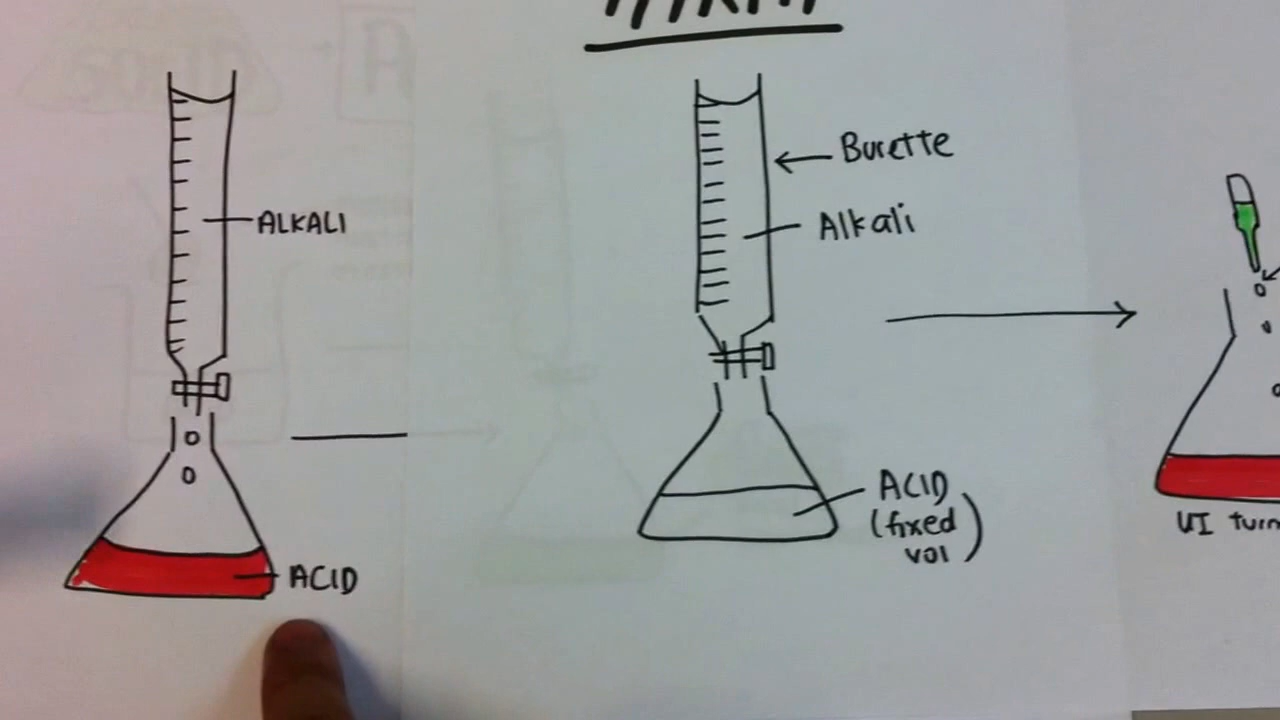 ALKALI
ACID
Burette
Alkali
ACID
(fixed
vol)
UI turn